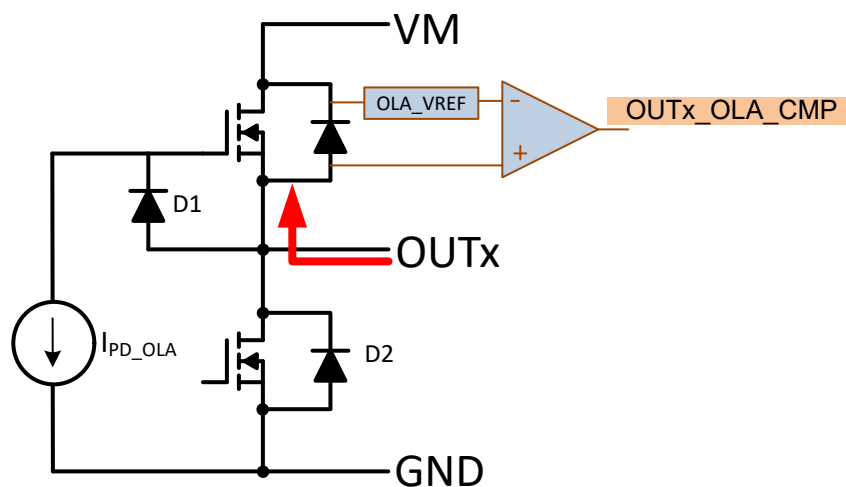 VM
OLA_VREF
-
+
OUTx_OLA_CMP
D1
OUTx
IPD_OLA
D2
GND